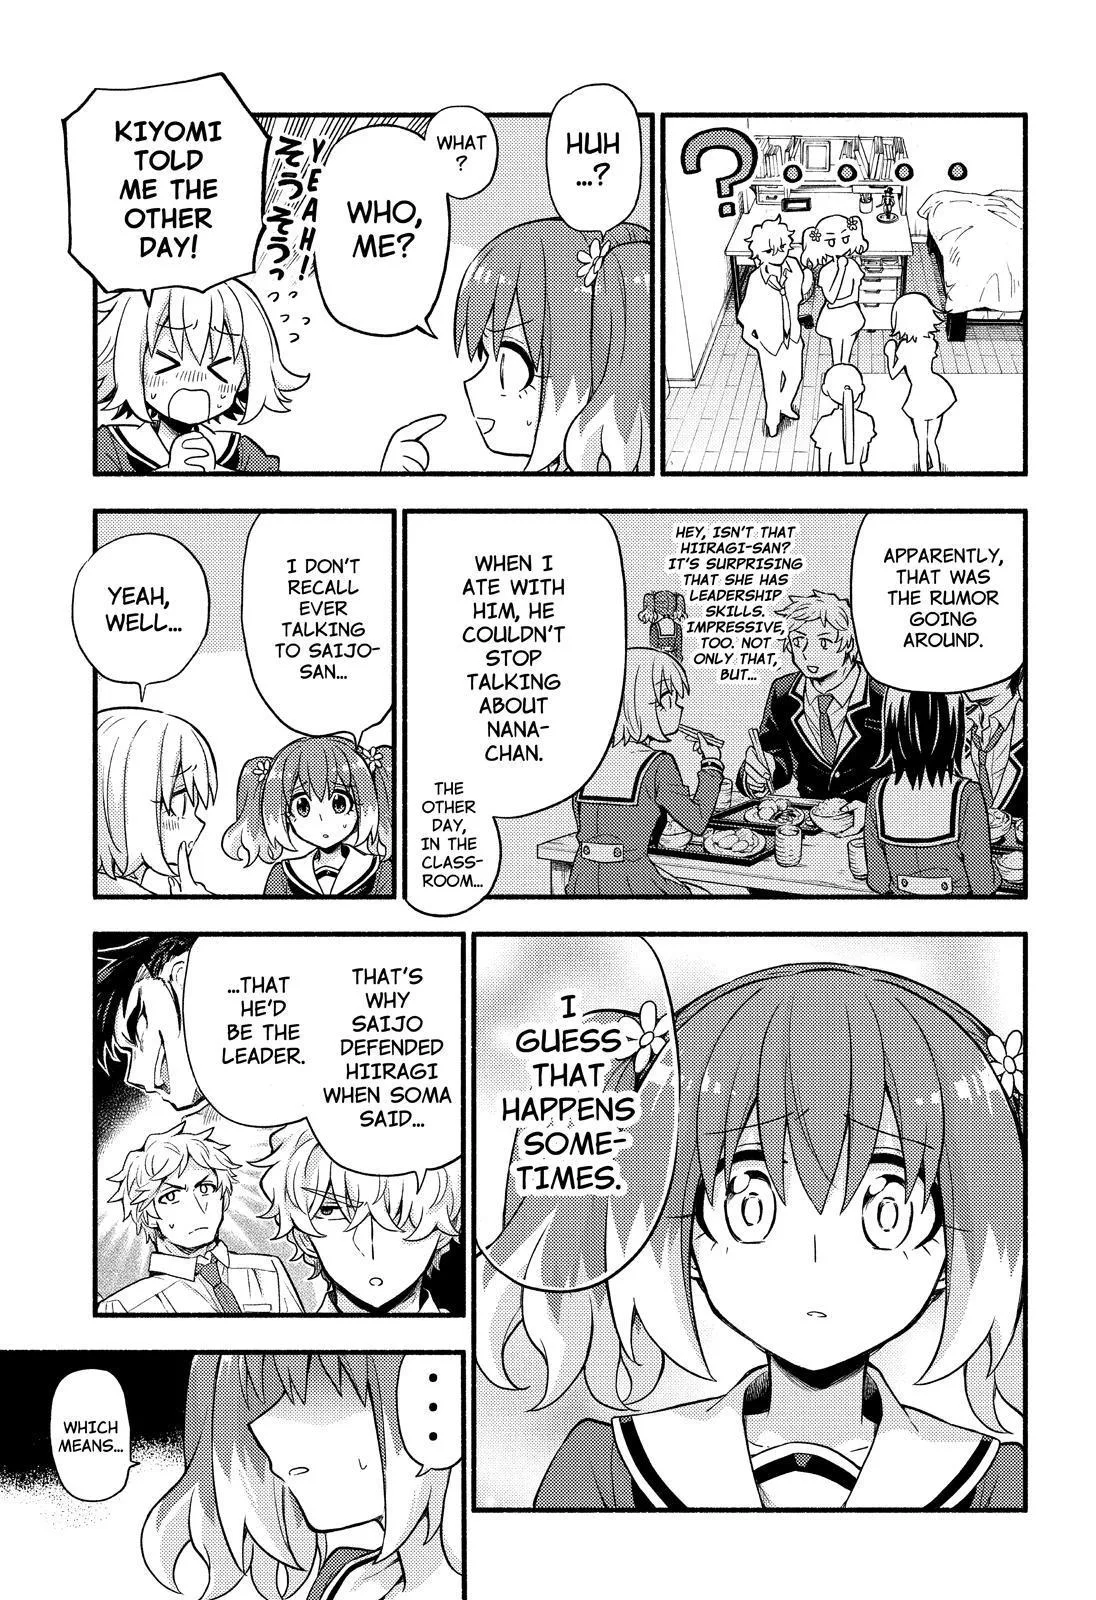 ?
HUH
...?
WHAT
?
WHO,
ME?
YEAH!
そうそうっ
KIYOMI
TOLD
ME THE
OTHER
DAY!
APPARENTLY,
THAT WAS
THE RUMOR
GOING
AROUND.
HEY, ISN'T THAT
HIIRAGI-SAN?
IT'S SURPRISING
THAT SHE HAS
LEADERSHIP
SKILLS.
IMPRESSIVE,
TOO. NOT
ONLY THAT,
BUT...
WHEN I
ATE WITH
HIM, HE
COULDN'T
STOP
TALKING
ABOUT
NANA-
CHAN.
THE
OTHER
DAY,
IN THE
CLASS-
ROOM...
I DON'T
RECALL
EVER
TALKING
TO SAIJO-
SAN...
YEAH,
WELL...
I
GUESS
THAT
HAPPENS
SOME-
TIMES.
THAT'S
WHY
SAIJO
DEFENDED
HIIRAGI
WHEN SOMA
SAID...
...THAT
HE'D
BE THE
LEADER.
...
WHICH
MEANS...